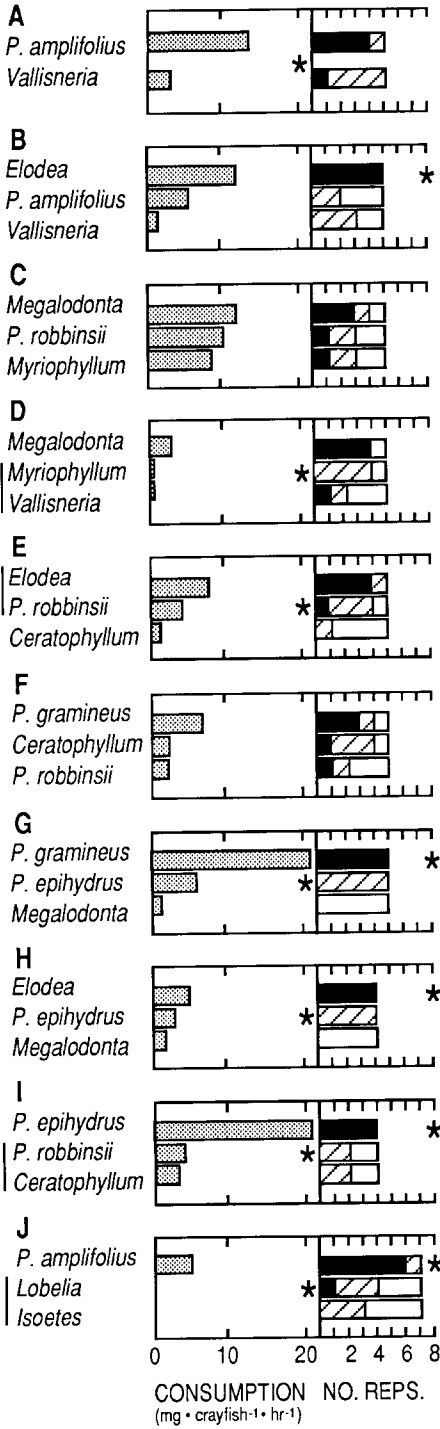 A
P. amplifolius
Vallisneria
*
B
Elodea
*
P. amplifolius
Vallisneria
C
Megalodonta
P. robbinsii
Myriophyllum
D
Megalodonta
Myriophyllum
*
Vallisneria
E
Elodea
P. robbinsii
*
Ceratophyllum
F
P. gramineus
Ceratophyllum
P. robbinsii
G
P. gramineus
*
P. epihydrus
*
Megalodonta
H
Elodea
*
P. epihydrus
*
Megalodonta
I
P. epihydrus
*
P. robbinsii
*
Ceratophyllum
J
P. amplifolius
*
Lobelia
*
Isoetes
0 10 20 2 4 6 8
CONSUMPTION NO. REPS.
(mg • crayfish-1 • hr-1)